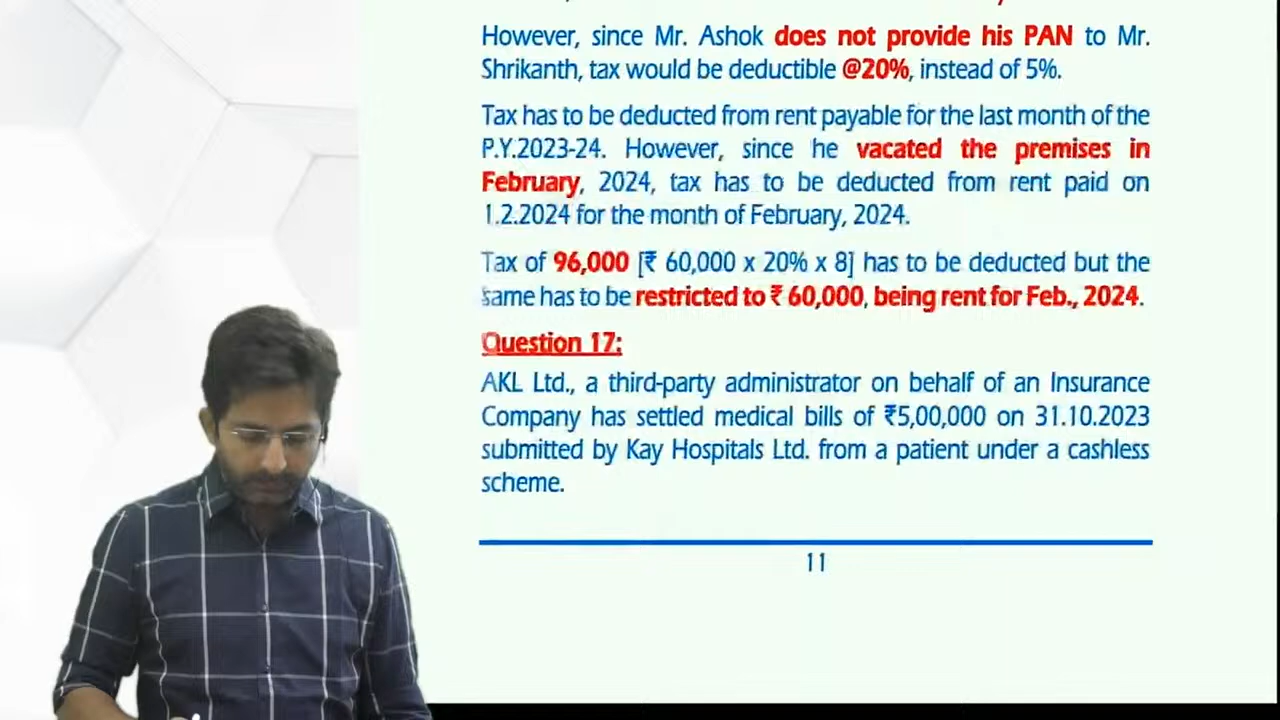 However, since Mr. Ashok does not provide his PAN to Mr.
Shrikanth, tax would be deductible @20%, instead of 5%.
Tax has to be deducted from rent payable for the last month of the
P.Y.2023-24. However, since he vacated the premises in
February, 2024, tax has to be deducted from rent paid on
1.2.2024 for the month of February, 2024.
Tax of 96,000 [₹ 60,000 x 20% x 8] has to be deducted but the
same has to be restricted to ₹ 60,000, being rent for Feb., 2024.
Question 17:
AKL Ltd., a third-party administrator on behalf of an Insurance
Company has settled medical bills of ₹5,00,000 on 31.10.2023
submitted by Kay Hospitals Ltd. from a patient under a cashless
scheme.
11